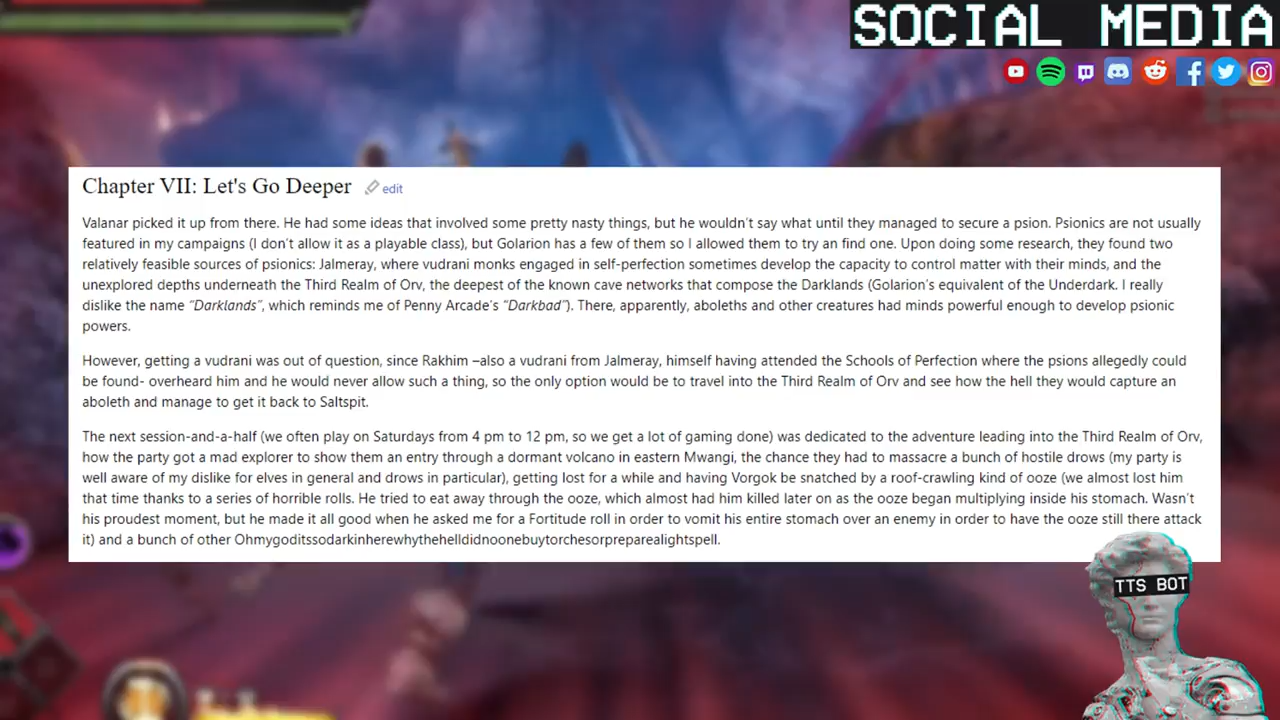 SOCIAL MEDIA
Chapter VII: Let's Go Deeper edit
Valanar picked it up from there. He had some ideas that involved some pretty nasty things, but he wouldn't say what until they managed to secure a psion. Psionics are not usually
featured in my campaigns (I don't allow it as a playable class), but Golarion has a few of them so I allowed them to try an find one. Upon doing some research, they found two
relatively feasible sources of psionics: Jalmeray, where vudrani monks engaged in self-perfection sometimes develop the capacity to control matter with their minds, and the
unexplored depths underneath the Third Realm of Orv, the deepest of the known cave networks that compose the Darklands (Golarion's equivalent of the Underdark. I really
dislike the name “Darklands”, which reminds me of Penny Arcade's “Darkbad”). There, apparently, aboleths and other creatures had minds powerful enough to develop psionic
powers.
However, getting a vudrani was out of question, since Rakhim –also a vudrani from Jalmeray, himself having attended the Schools of Perfection where the psions allegedly could
be found- overheard him and he would never allow such a thing, so the only option would be to travel into the Third Realm of Orv and see how the hell they would capture an
aboleth and manage to get it back to Saltspit.
The next session-and-a-half (we often play on Saturdays from 4 pm to 12 pm, so we get a lot of gaming done) was dedicated to the adventure leading into the Third Realm of Orv,
how the party got a mad explorer to show them an entry through a dormant volcano in eastern Mwangi, the chance they had to massacre a bunch of hostile drows (my party is
well aware of my dislike for elves in general and drows in particular), getting lost for a while and having Vorgok be snatched by a roof-crawling kind of ooze (we almost lost him
that time thanks to a series of horrible rolls. He tried to eat away through the ooze, which almost had him killed later on as the ooze began multiplying inside his stomach. Wasn't
his proudest moment, but he made it all good when he asked me for a Fortitude roll in order to vomit his entire stomach over an enemy in order to have the ooze still there attack
it) and a bunch of other Ohmygoditssodarkinherewhythehelldidnoonebuytorchesorpreparealightspell.
TTS BOT